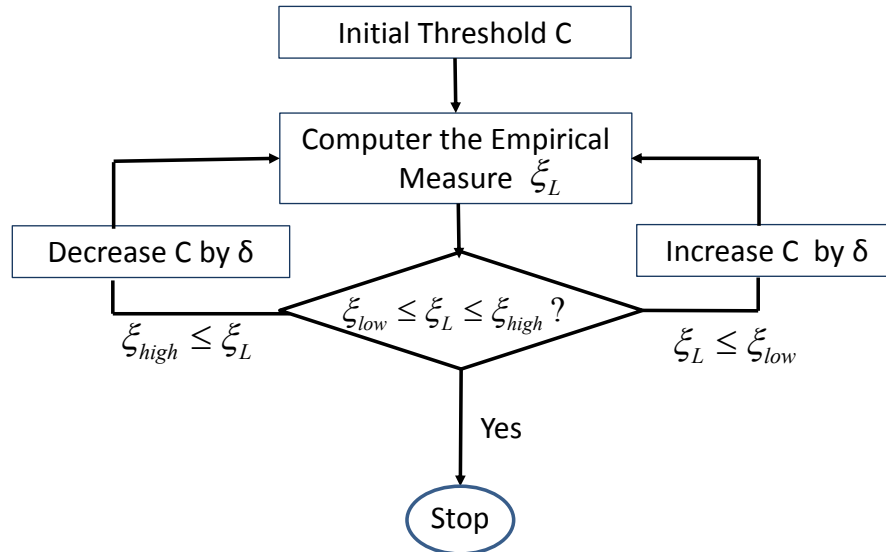 Initial Threshold C
Computer the Empirical
Measure ξ_L
Decrease C by δ
Increase C by δ
ξ_low ≤ ξ_L ≤ ξ_high ?
ξ_high ≤ ξ_L
ξ_L ≤ ξ_low
Yes
Stop